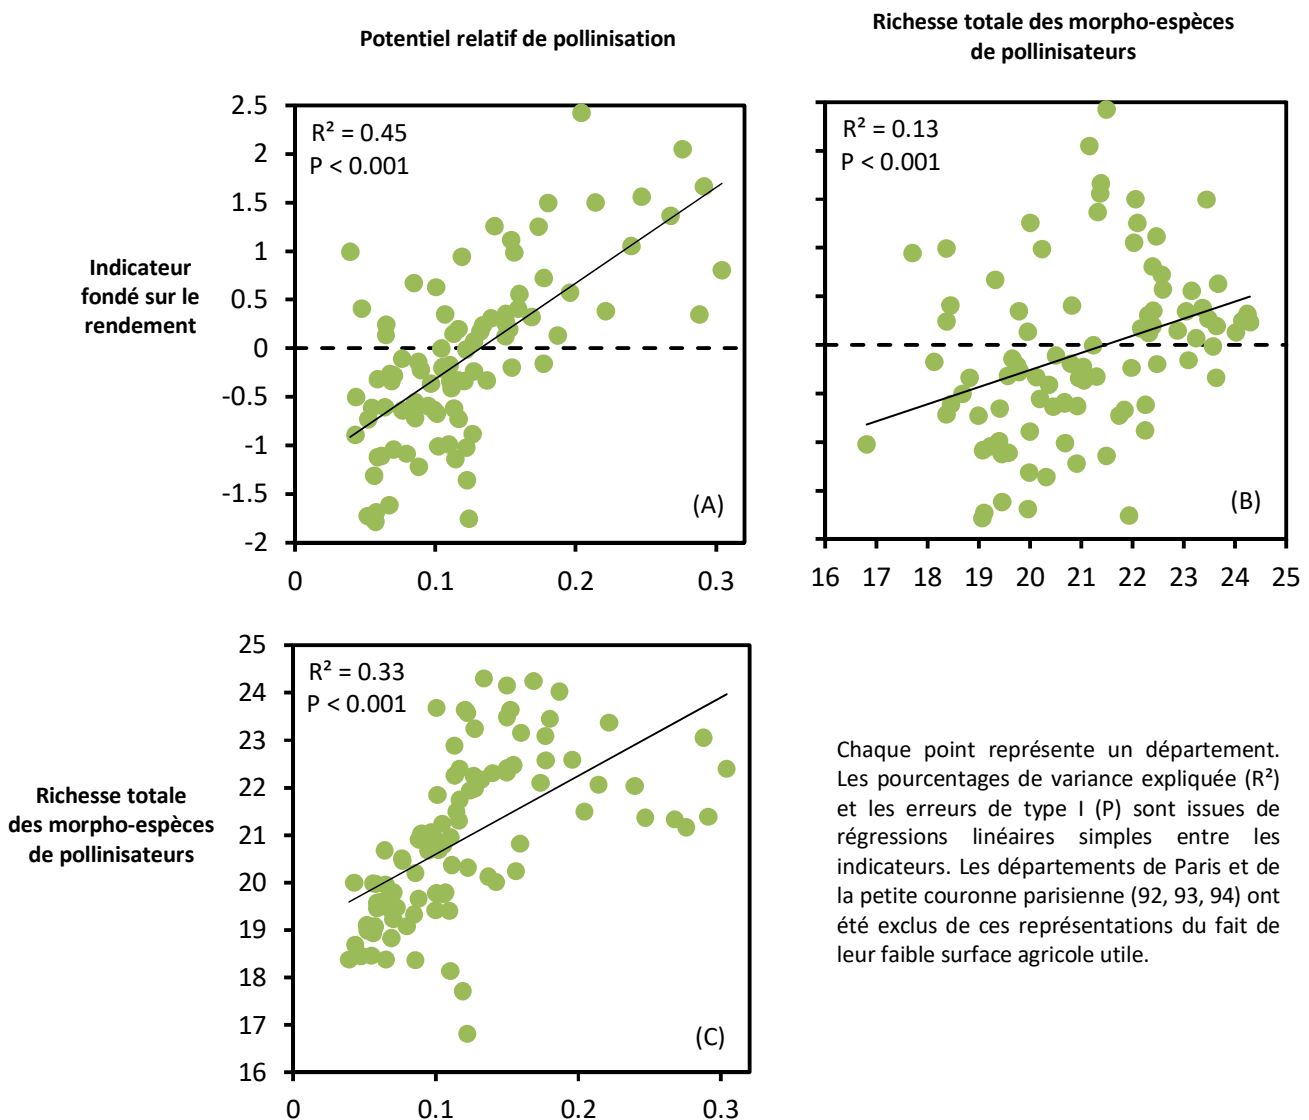 Potentiel relatif de pollinisation
Richesse totale des morpho-espèces
de pollinisateurs
Indicateur
fondé sur le
rendement
2.5
2
1.5
1
0.5
0
-0.5
-1
-1.5
-2
R² = 0.45
P < 0.001
(A)
0 0.1 0.2 0.3
R² = 0.13
P < 0.001
(B)
16 17 18 19 20 21 22 23 24 25
Richesse totale
des morpho-espèces
de pollinisateurs
25
24
23
22
21
20
19
18
17
16
R² = 0.33
P < 0.001
(C)
0 0.1 0.2 0.3
Chaque point représente un département.
Les pourcentages de variance expliquée (R²)
et les erreurs de type I (P) sont issues de
régressions linéaires simples entre les
indicateurs. Les départements de Paris et de
la petite couronne parisienne (92, 93, 94) ont
été exclus de ces représentations du fait de
leur faible surface agricole utile.